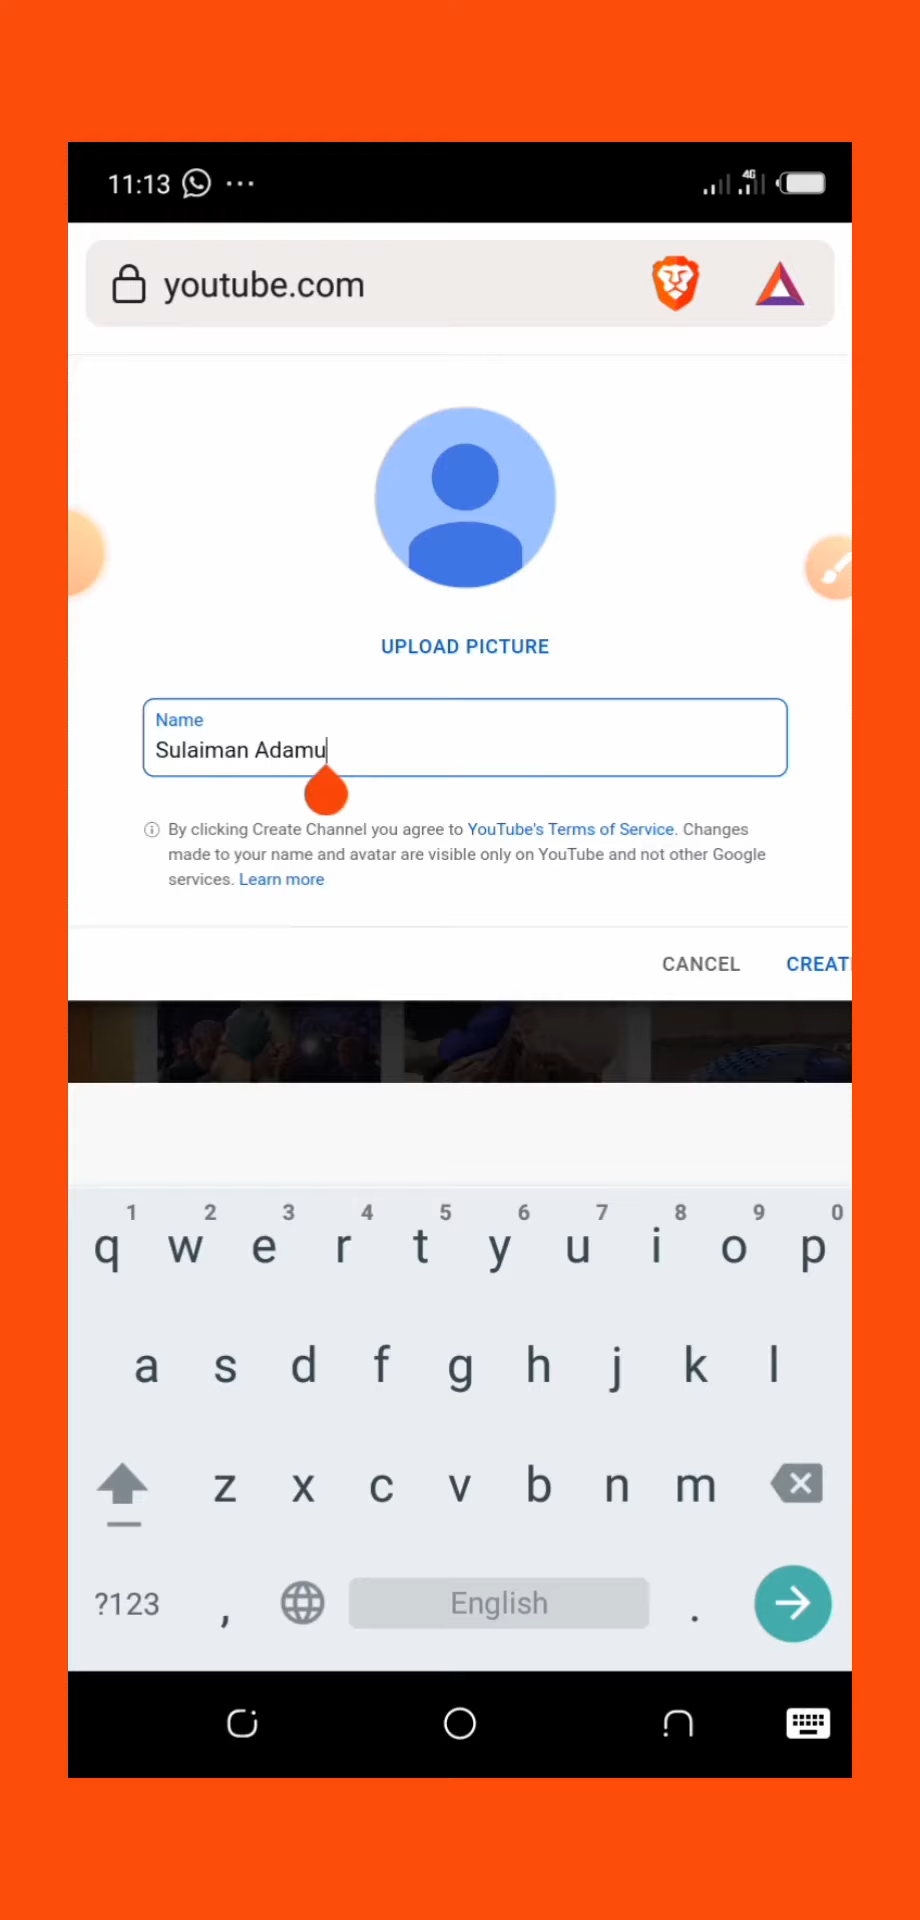 11:13
4G
youtube.com
UPLOAD PICTURE
Name
Sulaiman Adamu
By clicking Create Channel you agree to YouTube's Terms of Service. Changes
made to your name and avatar are visible only on YouTube and not other Google
services. Learn more
CANCEL CREAT
1 2 3 4 5 6 7 8 9 0
q w e r t y u i o p
a s d f g h j k l
z x c v b n m
?123 , English .